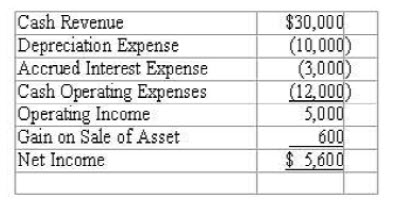 Cash Revenue $30,000
Depreciation Expense (10,000)
Accrued Interest Expense (3,000)
Cash Operating Expenses (12,000)
Operating Income 5,000
Gain on Sale of Asset 600
Net Income $ 5,600